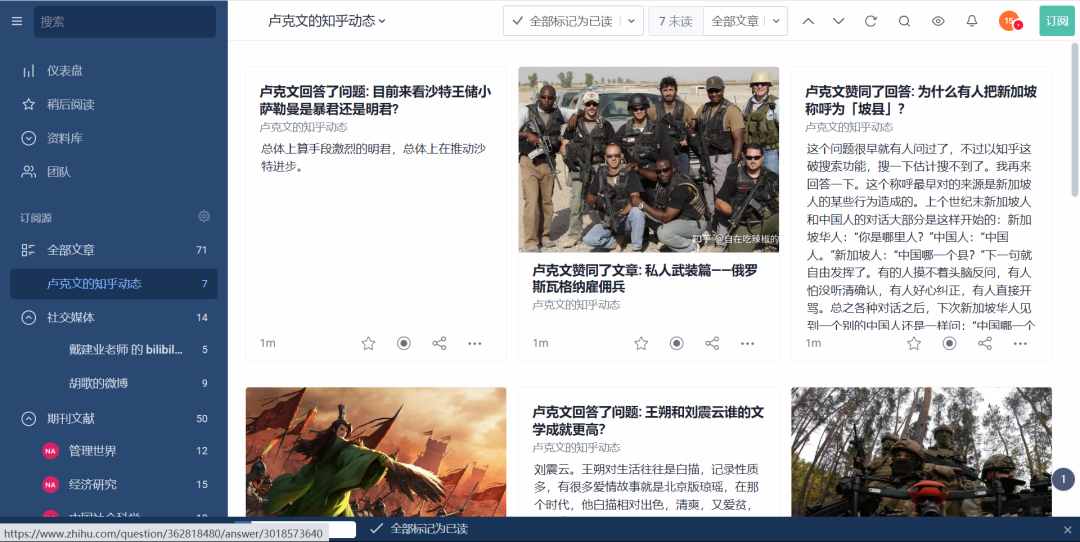 搜索
仪表盘
稍后阅读
资料库
团队
订阅源
全部文章 71
卢克文的知乎动态 7
社交媒体 14
戴建业老师 的 bilibil... 5
胡歌的微博 9
期刊文献 50
NA 管理世界 12
NA 经济研究 15
中国社会科学
卢克文的知乎动态
全部标记为已读
7 未读
全部文章
15
订阅
卢克文回答了问题: 目前来看沙特王储小
萨勒曼是暴君还是明君?
卢克文的知乎动态
总体上算手段激烈的明君，总体上在推动沙
特进步。
1m
知乎 @自在吃辣椒的
卢克文赞同了文章: 私人武装篇——俄罗
斯瓦格纳雇佣兵
卢克文的知乎动态
1m
卢克文赞同了回答: 为什么有人把新加坡
称呼为「坡县」?
卢克文的知乎动态
这个问题很早就有人问过了，不过以知乎这
破搜索功能，搜一下估计搜不到了。我再来
回答一下。这个称呼最早对的来源是新加坡
人的某些行为造成的。上个世纪末新加坡人
和中国人的对话大部分是这样开始的：新加
坡华人：“你是哪里人？”中国人：“中国
人。”新加坡人：“中国哪一个县？”下一句就
自由发挥了。有的人摸不着头脑反问，有人
怕没听清确认，有人好心纠正，有人直接开
骂。总之各种对话之后，下次新加坡华人见
到一个别的中国人还是一样问：“中国哪一个
1m
卢克文回答了问题: 王朔和刘震云谁的文
学成就更高?
卢克文的知乎动态
刘震云。王朔对生活往往是白描，记录性质
多，有很多爱情故事就是北京版琼瑶，在那
个时代，他白描相对出色，清爽，又爱贫，
1
全部标记为已读
https://www.zhihu.com/question/362818480/answer/3018573640